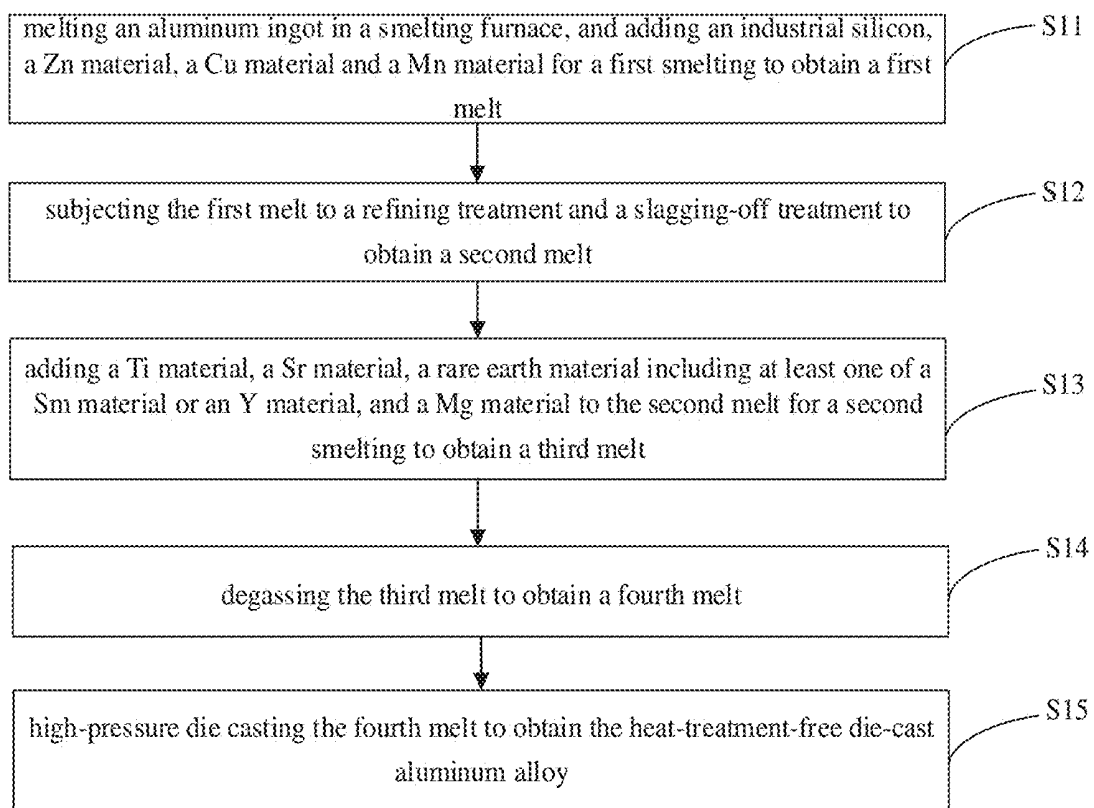 melting an aluminum ingot in a smelting furnace, and adding an industrial silicon,
S11
a Zn material, a Cu material and a Mn material for a first smelting to obtain a first
melt
subjecting the first melt to a refining treatment and a slagging-off treatment to
S12
obtain a second melt
adding a Ti material, a Sr material, a rare earth material including at least one of a
S13
Sm material or an Y material, and a Mg material to the second melt for a second
smelting to obtain a third melt
S14
degassing the third melt to obtain a fourth melt
S15
high-pressure die casting the fourth melt to obtain the heat-treatment-free die-cast
aluminum alloy